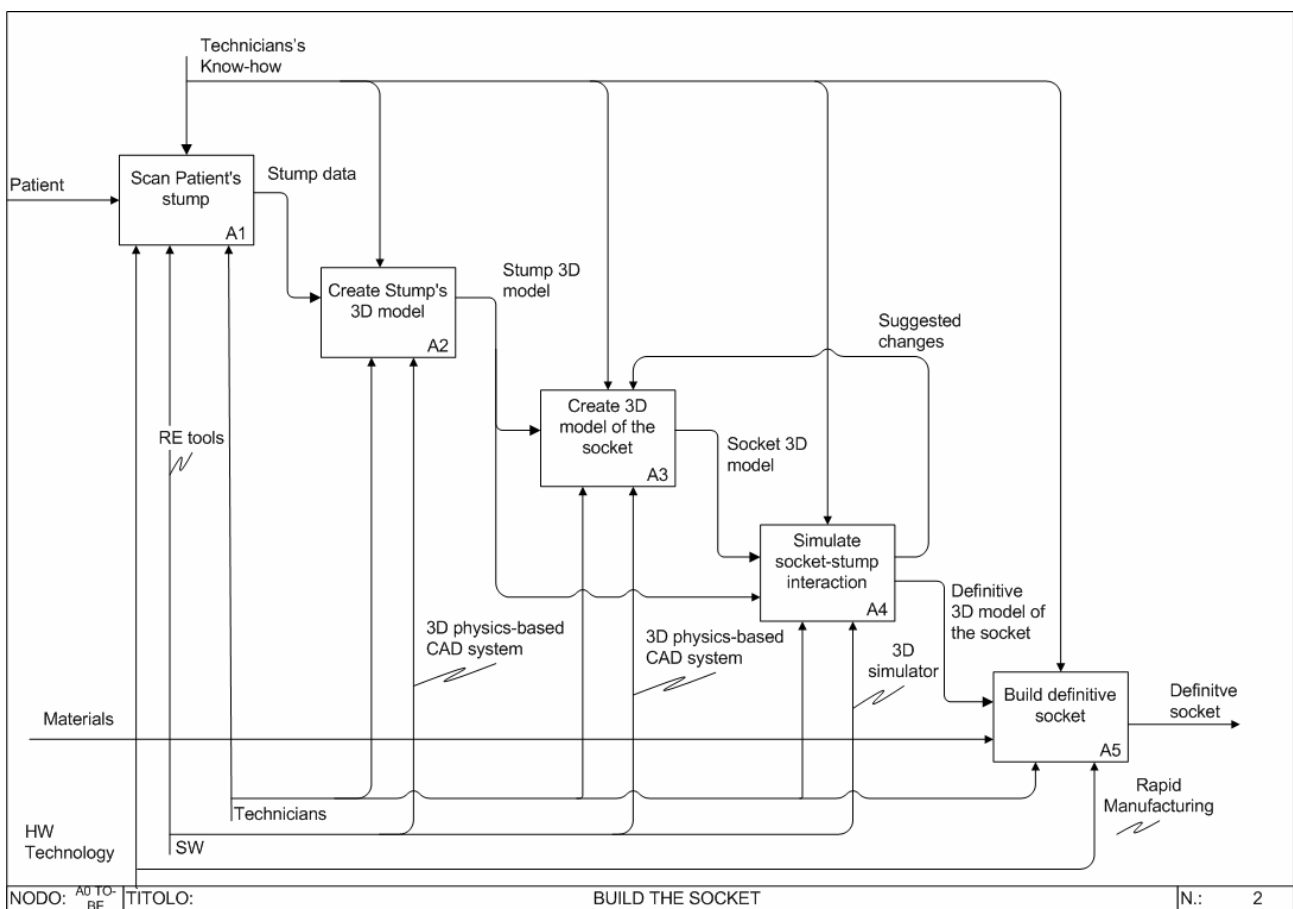 Technicians's
Know-how
Patient
Scan Patient's
stump
A1
Stump data
Create Stump's
3D model
A2
Stump 3D
model
Suggested
changes
Create 3D
model of the
socket
A3
RE tools
Socket 3D
model
Simulate
socket-stump
interaction
A4
Definitive
3D model of
the socket
3D physics-based
CAD system
3D physics-based
CAD system
3D
simulator
Build definitive
socket
A5
Definitve
socket
Materials
Technicians
Rapid
Manufacturing
HW
Technology
SW
NODO: A0 TO-
BE
TITOLO: BUILD THE SOCKET N.: 2